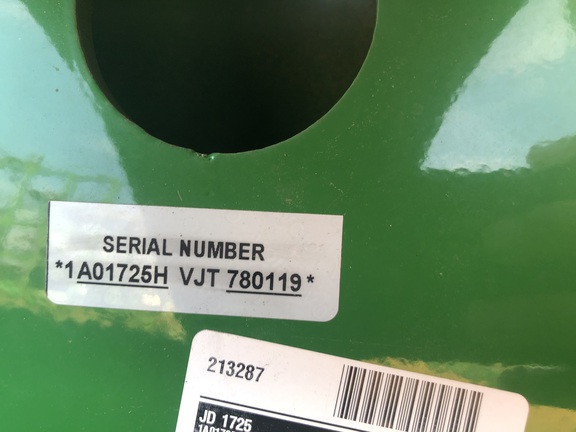 SERIAL NUMBER
*1A01725H VJT 780119*
213287
JD 1725